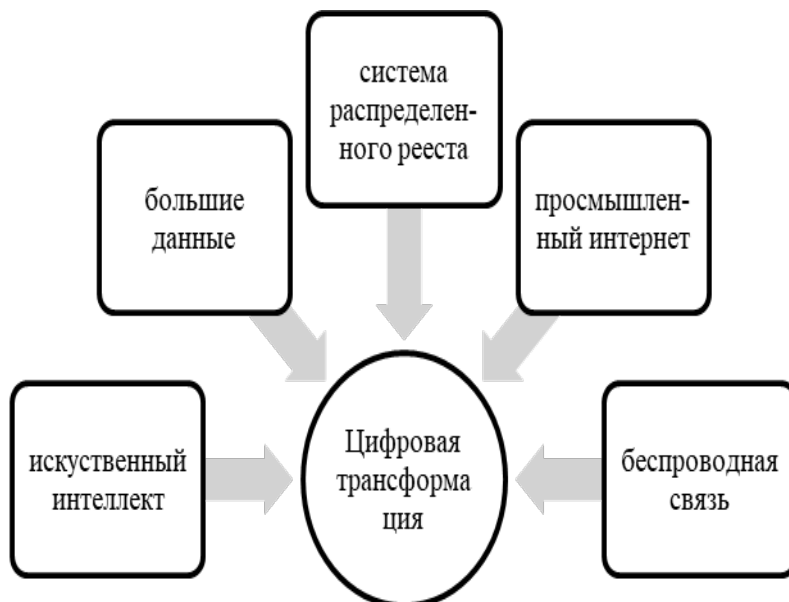 система
распределен-
ного рееста
большие
данные
просмышлен-
ный интернет
искуственный
интеллект
Цифровая
трансформа
ция
беспроводная
связь